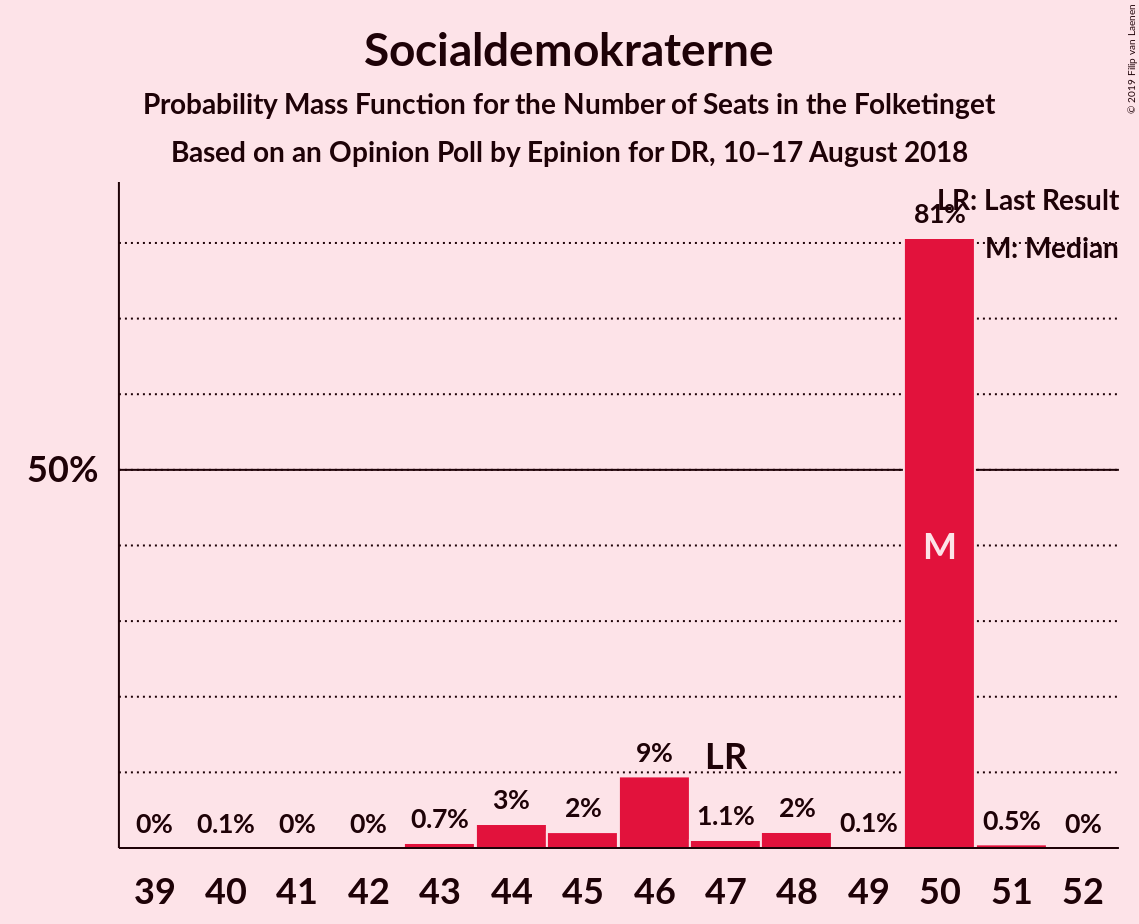 Socialdemokraterne
Probability Mass Function for the Number of Seats in the Folketinget
Based on an Opinion Poll by Epinion for DR, 10–17 August 2018
© 2019 Filip van Laenen
LR: Last Result
M: Median
50%
0% 0.1% 0% 0% 0.7% 3% 2% 9% 1.1% 2% 0.1% 81% 0.5% 0%
LR
M
39 40 41 42 43 44 45 46 47 48 49 50 51 52